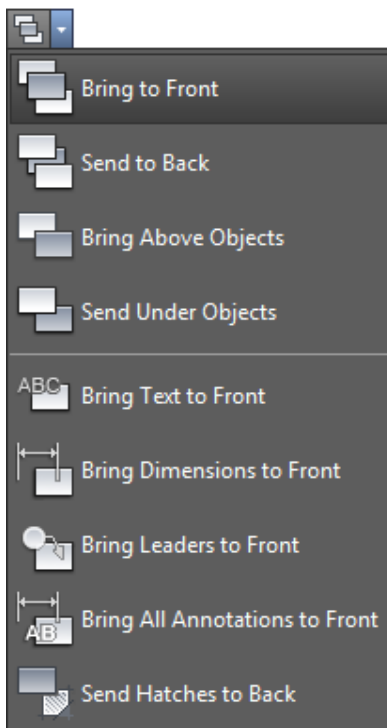 Bring to Front
Send to Back
Bring Above Objects
Send Under Objects
ABC
Bring Text to Front
Bring Dimensions to Front
Bring Leaders to Front
AB
Bring All Annotations to Front
Send Hatches to Back